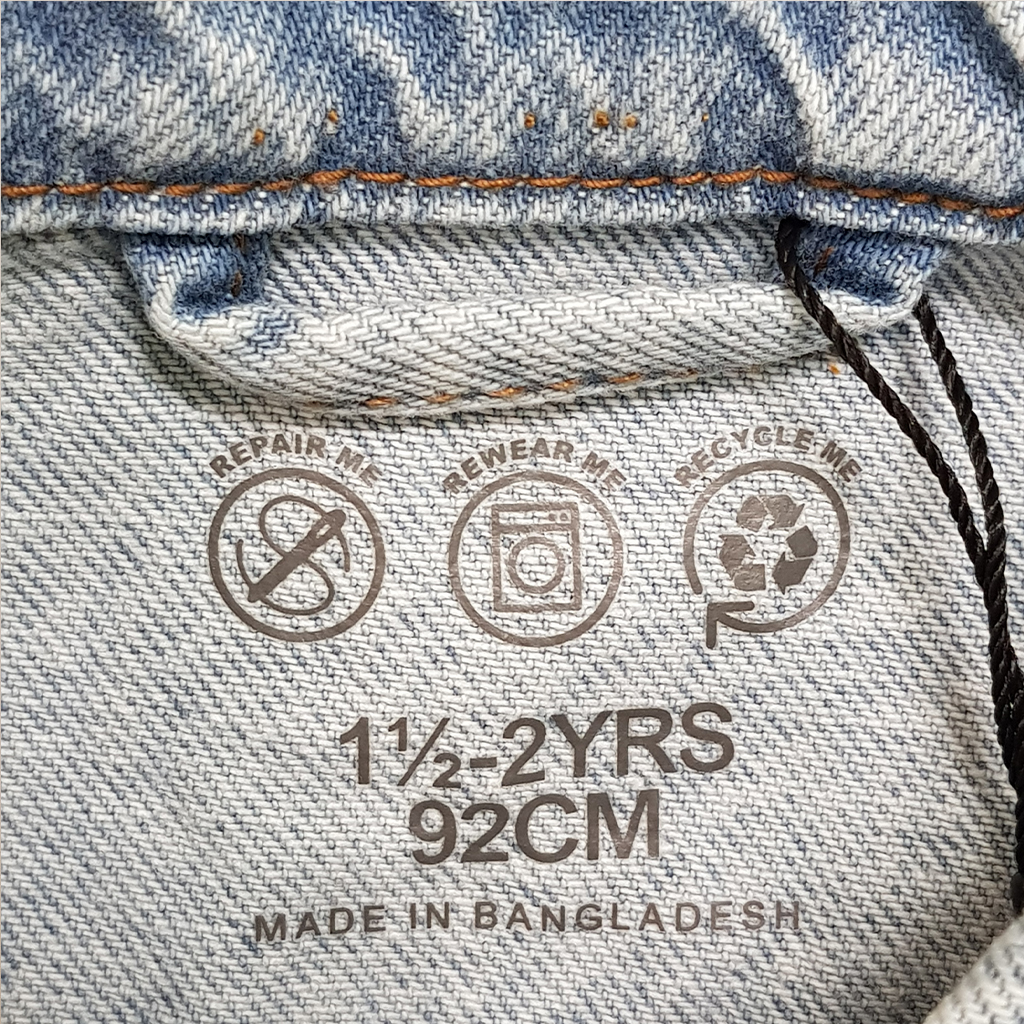 REPAIR ME
REWEAR ME
RECYCLE ME
1½-2YRS
92CM
MADE IN BANGLADESH